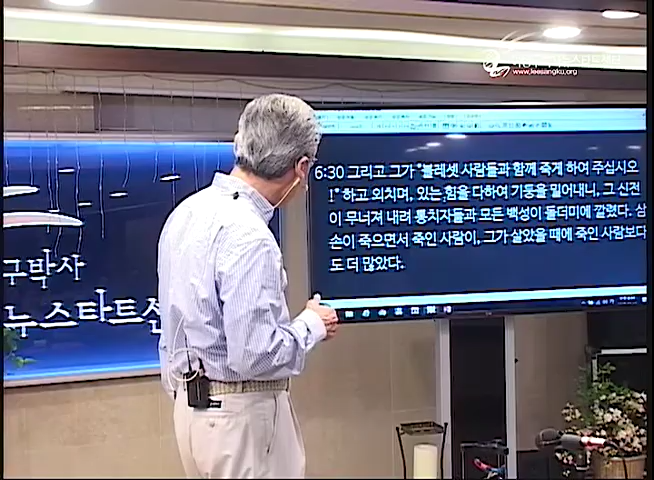 www.leesangku.org
6:30 그리고 그가 "블레셋 사람들과 함께 죽게 하여 주십시오
!" 하고 외치며, 있는 힘을 다하여 기둥을 밀어내니, 그 신전
이 무너져 내려 통치자들과 모든 백성이 돌더미에 깔렸다. 삼
손이 죽으면서 죽인 사람이, 그가 살았을 때에 죽인 사람보다
도 더 많았다.
구박사
뉴스타트센